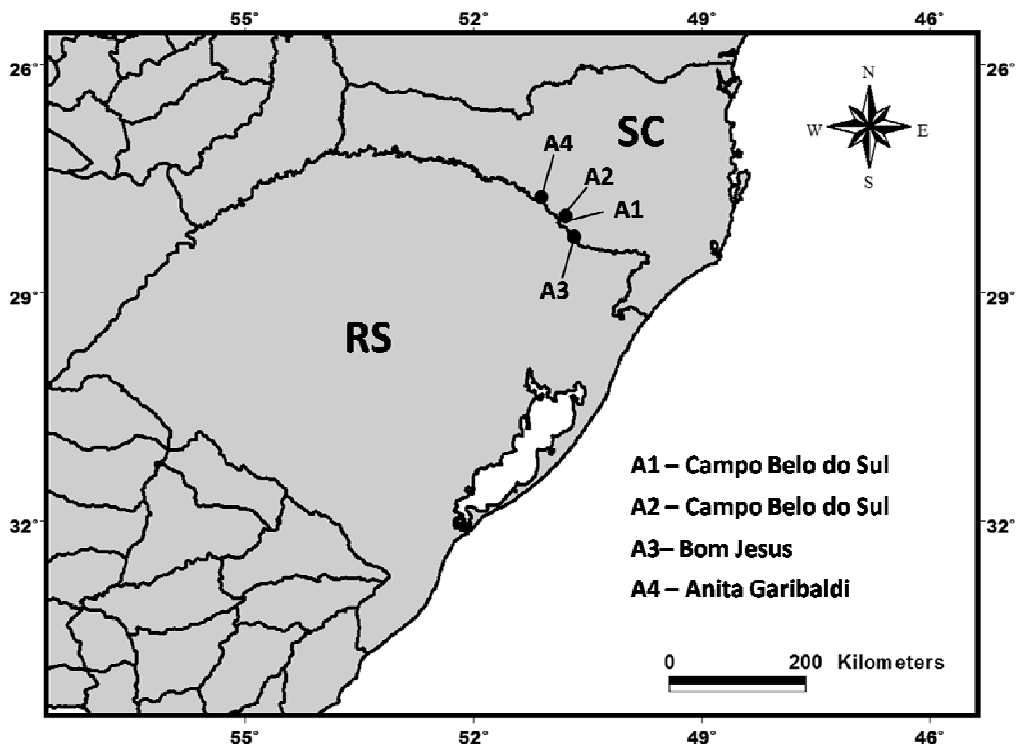 55° 52° 49° 46°
26° 26°
N
W E
S
SC
A4
A2
A1
A3
29° 29°
RS
A1 – Campo Belo do Sul
A2 – Campo Belo do Sul
32° 32°
A3– Bom Jesus
A4 – Anita Garibaldi
0 200 Kilometers
55° 52° 49° 46°